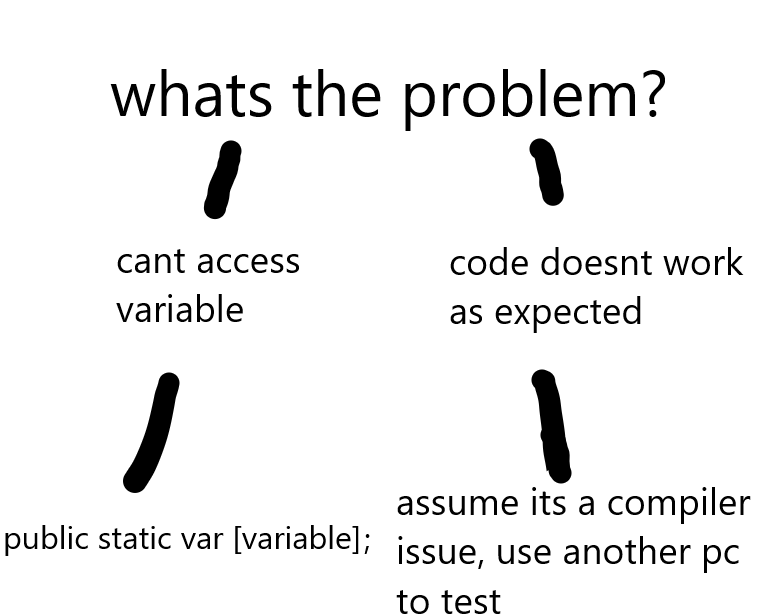 whats the problem?
cant access
variable
code doesnt work
as expected
public static var [variable];
assume its a compiler
issue, use another pc
to test